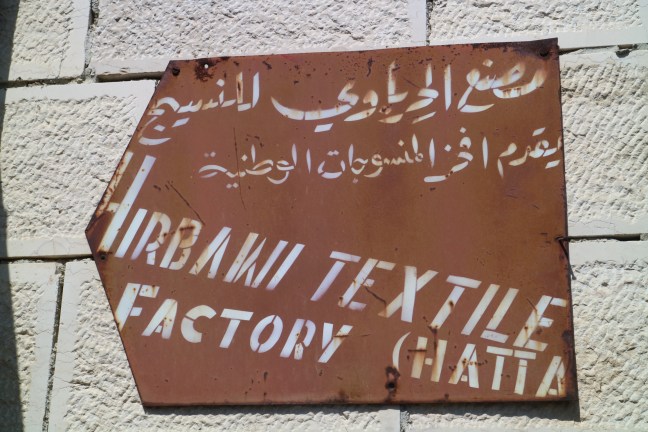 مصنع الحرباوي للنسيج
يقدم افخر المنسوجات الوطنية
HIRBAWI TEXTILE
FACTORY (HATTA